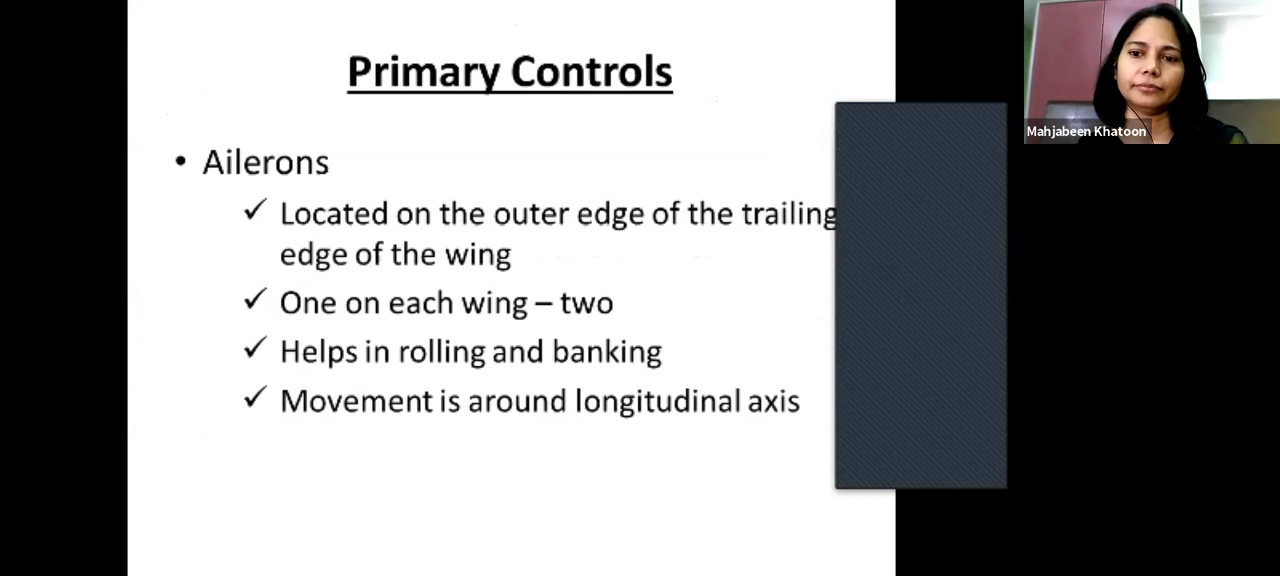 Primary Controls
• Ailerons
✓ Located on the outer edge of the trailing
edge of the wing
✓ One on each wing – two
✓ Helps in rolling and banking
✓ Movement is around longitudinal axis
Mahjabeen Khatoon